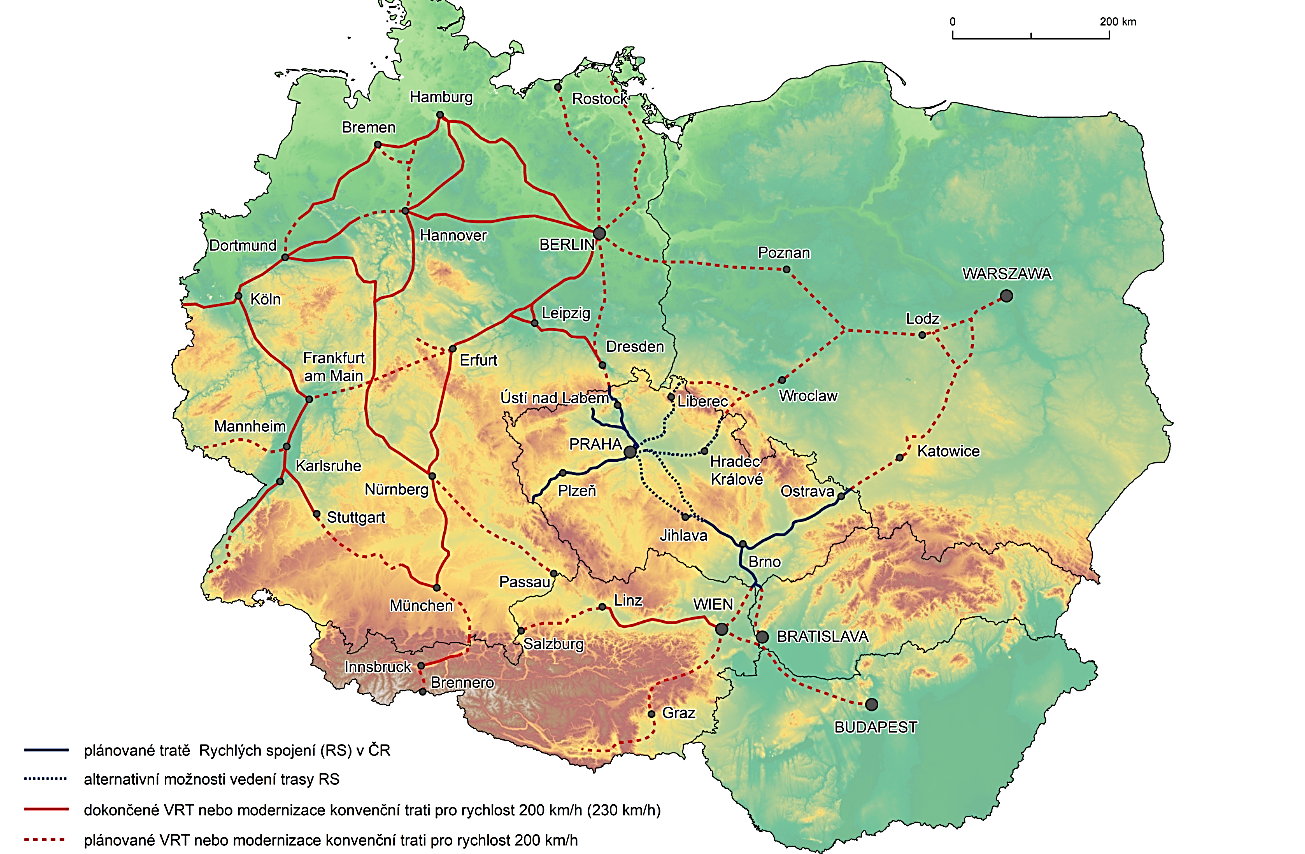 0 200 km
Hamburg
Rostock
Bremen
Hannover
BERLIN
Dortmund
Poznan
WARSZAWA
Köln
Leipzig
Lodz
Dresden
Erfurt
Frankfurt
am Main
Ústí nad Labem
Liberec
Wroclaw
Mannheim
PRAHA
Katowice
Karlsruhe
Hradec
Králové
Nürnberg
Plzeň
Ostrava
Stuttgart
Jihlava
Brno
Passau
München
Linz
WIEN
BRATISLAVA
Salzburg
Innsbruck
Brennero
Graz
BUDAPEST
plánované tratě Rychlých spojení (RS) v ČR
alternativní možnosti vedení trasy RS
dokončené VRT nebo modernizace konvenční trati pro rychlost 200 km/h (230 km/h)
plánované VRT nebo modernizace konvenční trati pro rychlost 200 km/h